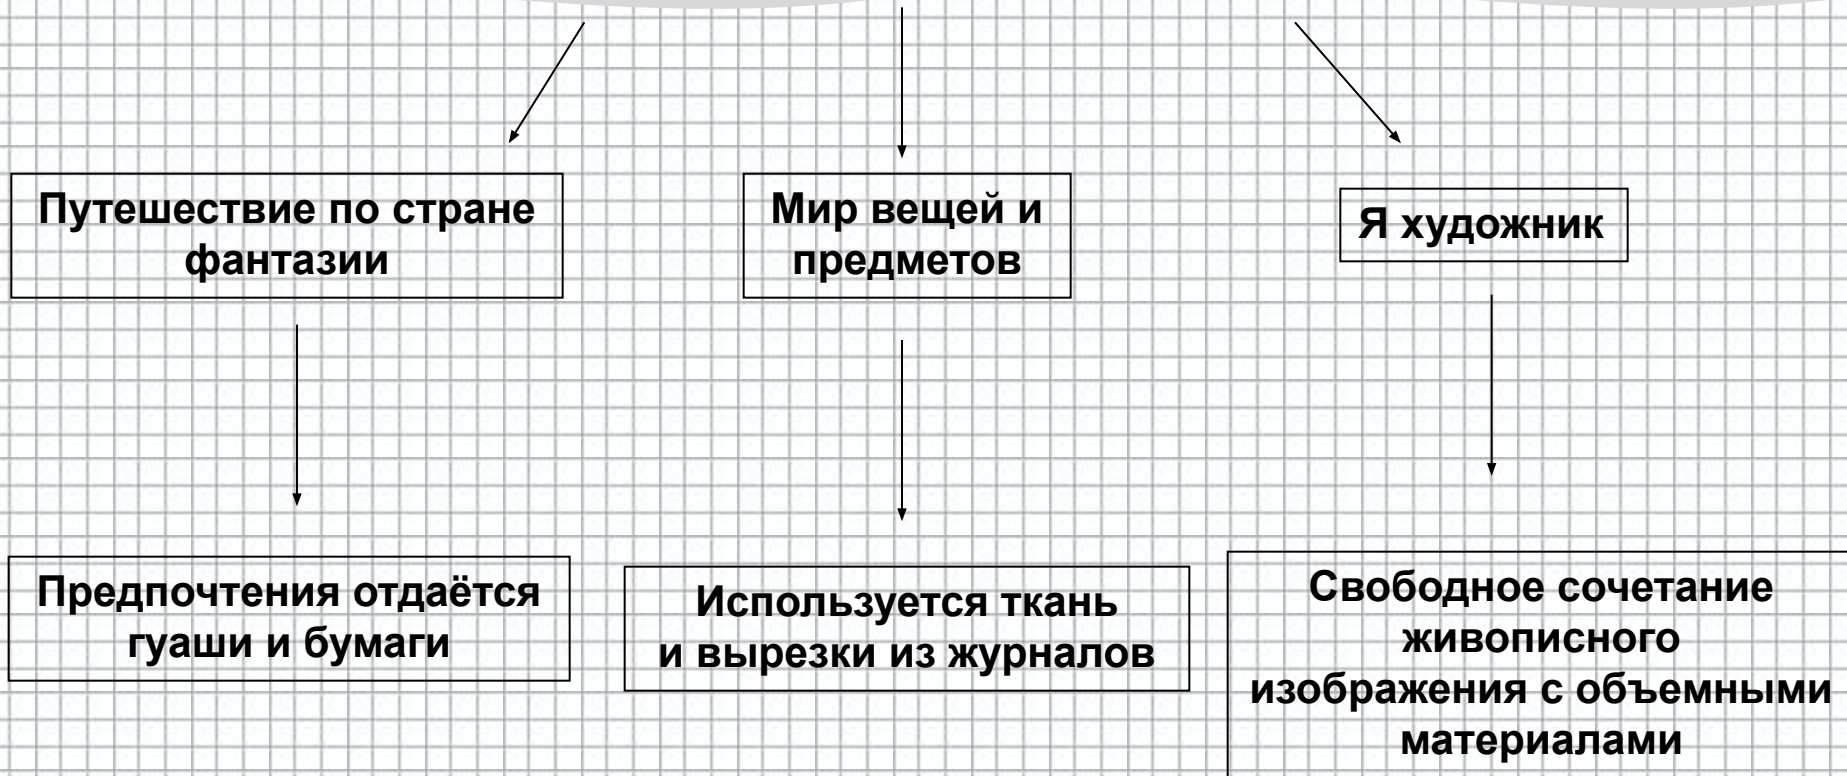 Путешествие по стране
фантазии
Мир вещей и
предметов
Я художник
Предпочтения отдаётся
гуаши и бумаги
Используется ткань
и вырезки из журналов
Свободное сочетание
живописного
изображения с объемными
материалами